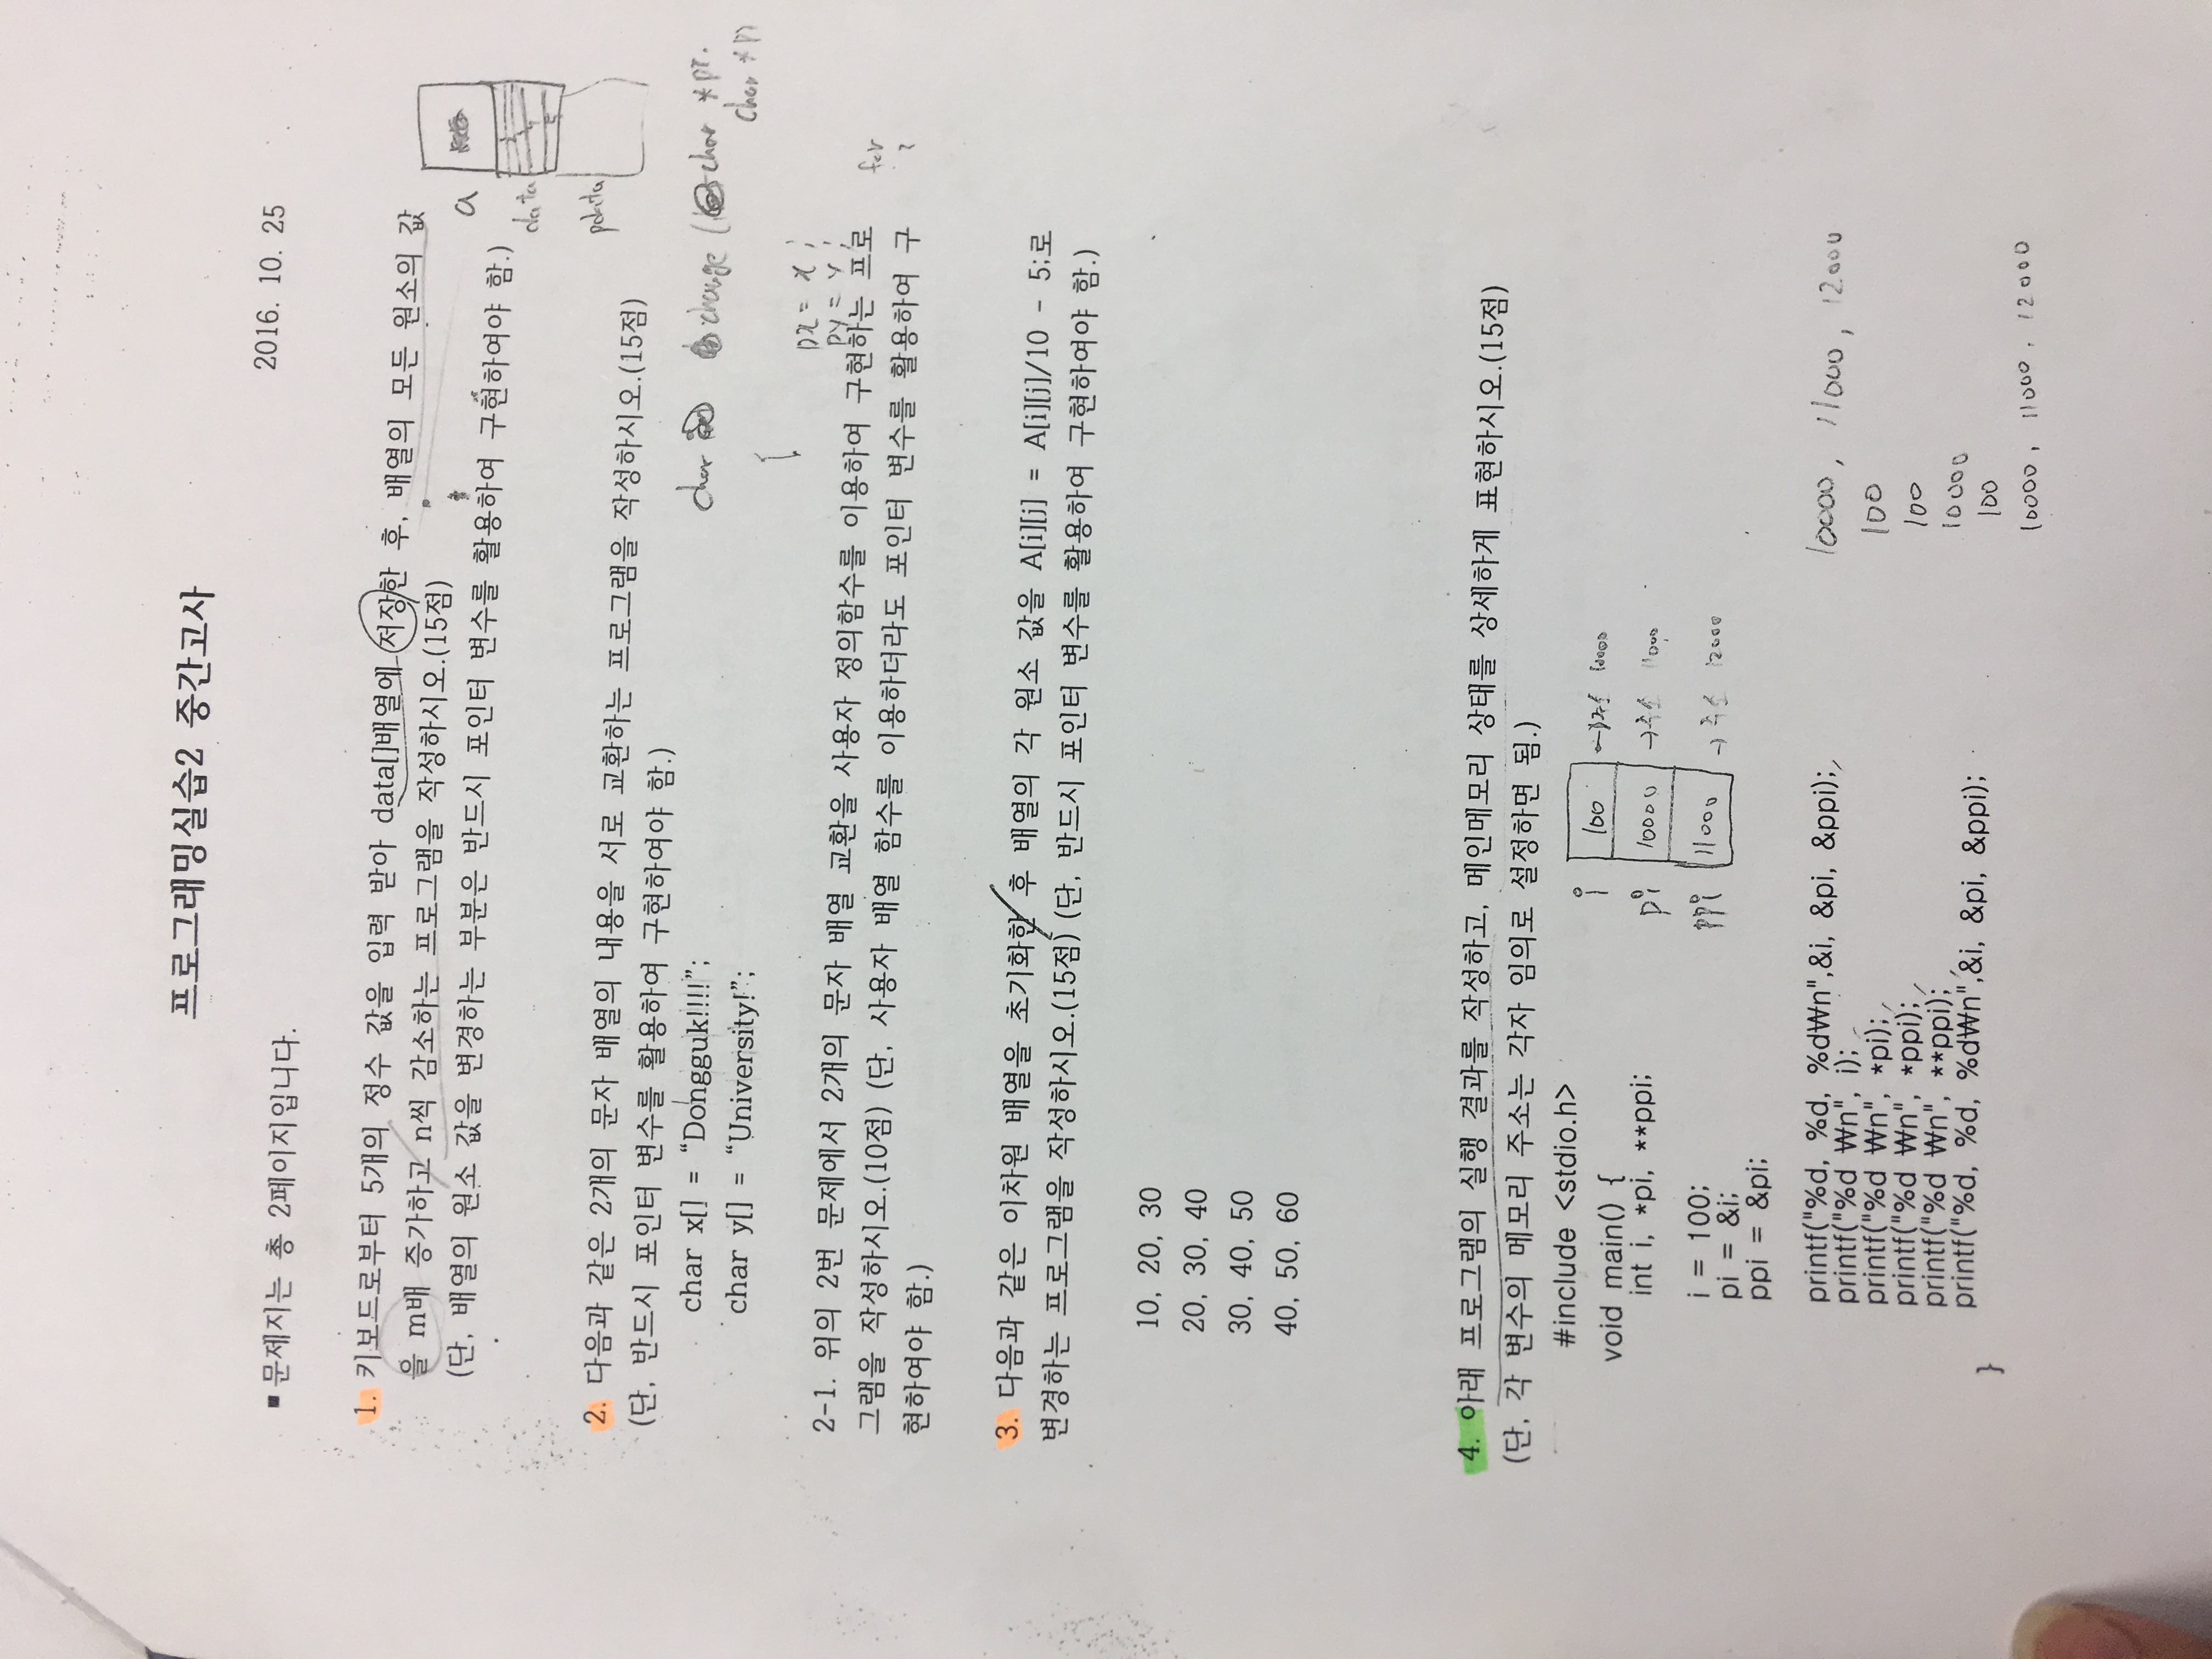 프로그래밍실습2 중간고사
2016. 10. 25
▪ 문제지는 총 2페이지입니다.
1. 키보드로부터 5개의 정수 값을 입력 받아 data[]배열에 저장한 후, 배열의 모든 원소의 값
을 m배 증가하고 n씩 감소하는 프로그램을 작성하시오.(15점)
(단, 배열의 원소 값을 변경하는 부분은 반드시 포인터 변수를 활용하여 구현하여야 함.)
a
data
pdata
2. 다음과 같은 2개의 문자 배열의 내용을 서로 교환하는 프로그램을 작성하시오.(15점)
(단, 반드시 포인터 변수를 활용하여 구현하여야 함.)
char x[] = “Dongguk!!!!”;
char y[] = “University!”;
char change ( char *p
char *p
px = x ;
py = y ;
for
2-1. 위의 2번 문제에서 2개의 문자 배열 교환을 사용자 정의함수를 이용하여 구현하는 프로
그램을 작성하시오.(10점) (단, 사용자 배열 함수를 이용하더라도 포인터 변수를 활용하여 구
현하여야 함.)
3. 다음과 같은 이차원 배열을 초기화한 후 배열의 각 원소 값을 A[i][j] = A[i][j]/10 - 5;로
변경하는 프로그램을 작성하시오.(15점) (단, 반드시 포인터 변수를 활용하여 구현하여야 함.)
10, 20, 30
20, 30, 40
30, 40, 50
40, 50, 60
4. 아래 프로그램의 실행 결과를 작성하고, 메인메모리 상태를 상세하게 표현하시오.(15점)
(단, 각 변수의 메모리 주소는 각자 임의로 설정하면 됨.)
#include <stdio.h>
void main() {
int i, *pi, **ppi;
i = 100;
pi = &i;
ppi = &pi;
i 100 → 주소 10000
pi 10000 → 주소 11000
ppi 11000 → 주소 12000
printf("%d, %d, %d₩n",&i, &pi, &ppi); 10000, 11000, 12000
printf("%d ₩n", i); 100
printf("%d ₩n", *pi); 100
printf("%d ₩n", *ppi); 10000
printf("%d ₩n", **ppi); 100
printf("%d, %d, %d₩n",&i, &pi, &ppi); 10000, 11000, 12000
}